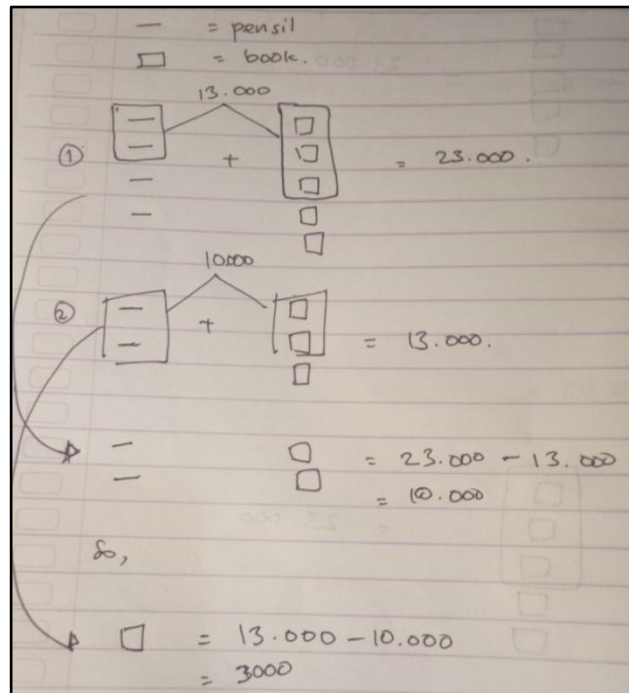 — = pensil
□ = book.
13.000
① + = 23.000.
10.000
② + = 13.000.
= 23.000 - 13.000
= 10.000
So,
□ = 13.000 - 10.000
= 3000